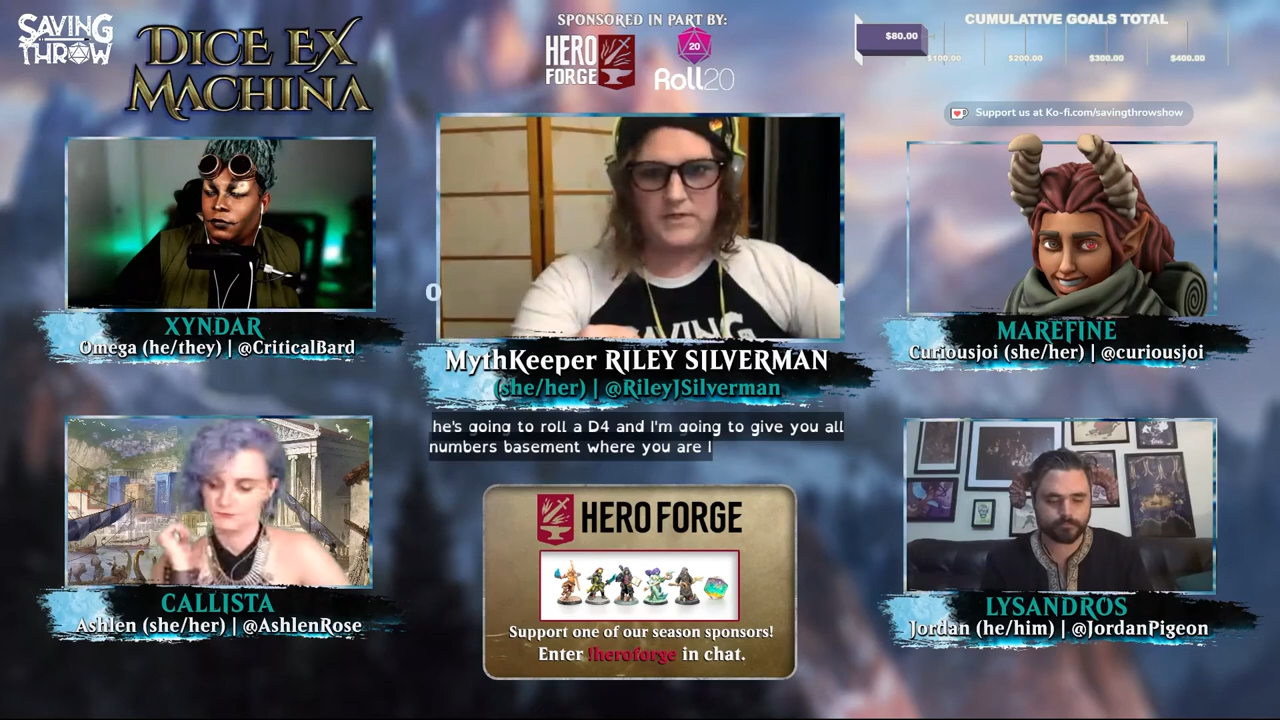 SAVING
THROW
DICE EX
MACHINA
SPONSORED IN PART BY:
HERO
FORGE
20
Roll20
CUMULATIVE GOALS TOTAL
$80.00
$100.00
$200.00
$300.00
$400.00
Support us at Ko-fi.com/savingthrowshow
XYNDAR
Omega (he/they) | @CriticalBard
SAVING
MythKeeper RILEY SILVERMAN
(she/her) | @RileyJSilverman
MAREFINE
Curiousjoi (she/her) | @curiousjoi
he's going to roll a D4 and I'm going to give you all
numbers basement where you are I
CALLISTA
Ashlen (she/her) | @AshlenRose
HERO FORGE
Support one of our season sponsors!
Enter !heroforge in chat.
LYSANDROS
Jordan (he/him) | @JordanPigeon